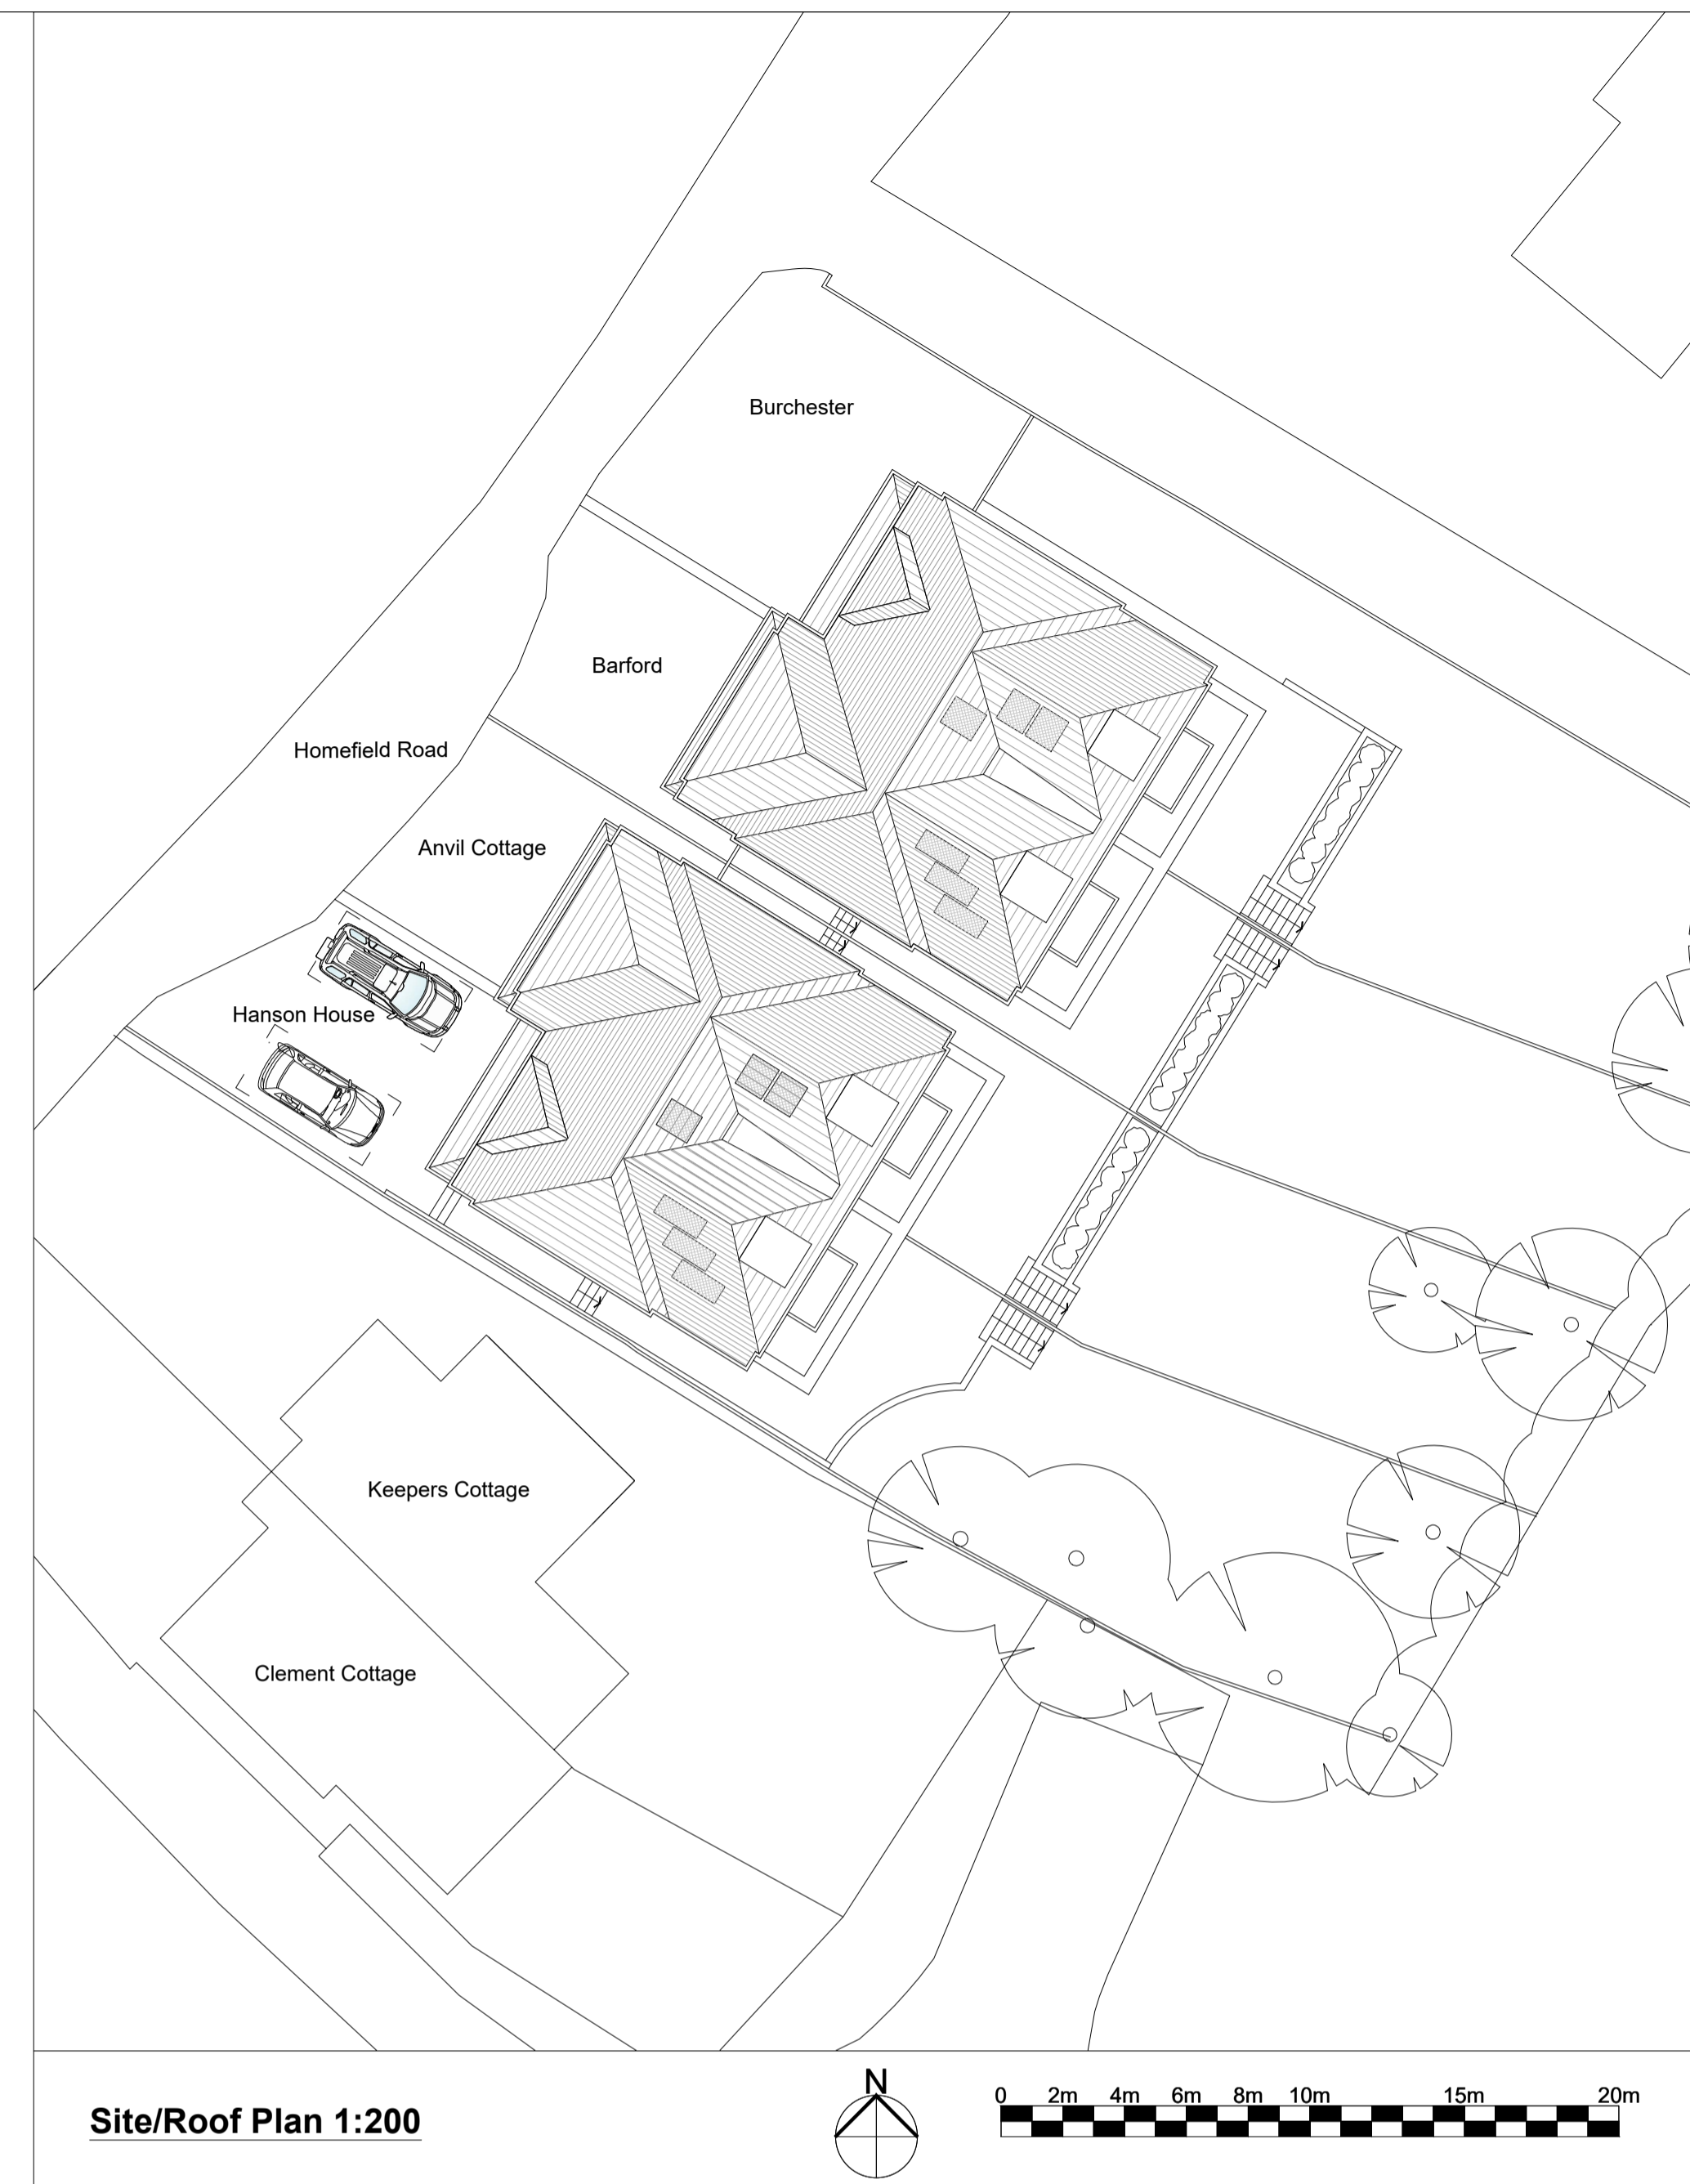 Burchester
Barford
Homefield Road
Anvil Cottage
Hanson House
Keepers Cottage
Clement Cottage
N
0 2m 4m 6m 8m 10m 15m 20m
Site/Roof Plan 1:200